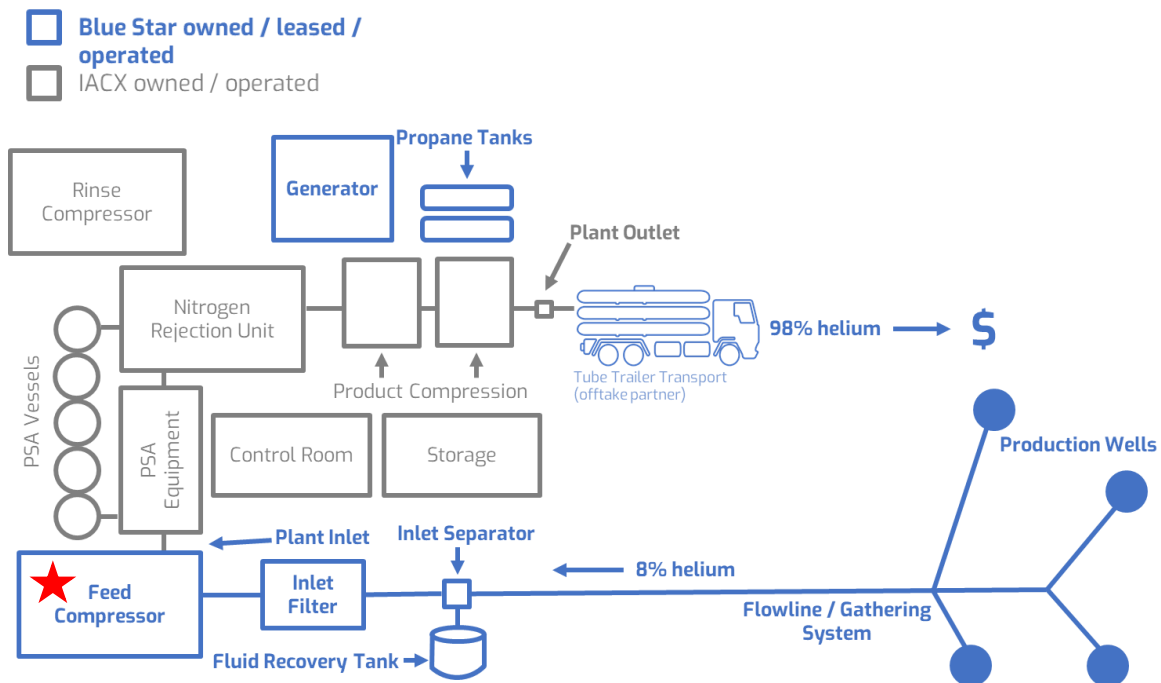 Blue Star owned / leased /
operated
IACX owned / operated
Propane Tanks
Rinse
Compressor
Generator
Plant Outlet
Nitrogen
Rejection Unit
98% helium
$
PSA Vessels
Tube Trailer Transport
(offtake partner)
Product Compression
PSA
Equipment
Control Room
Storage
Production Wells
Plant Inlet
Inlet Separator
8% helium
Feed
Compressor
Inlet
Filter
Flowline / Gathering
System
Fluid Recovery Tank